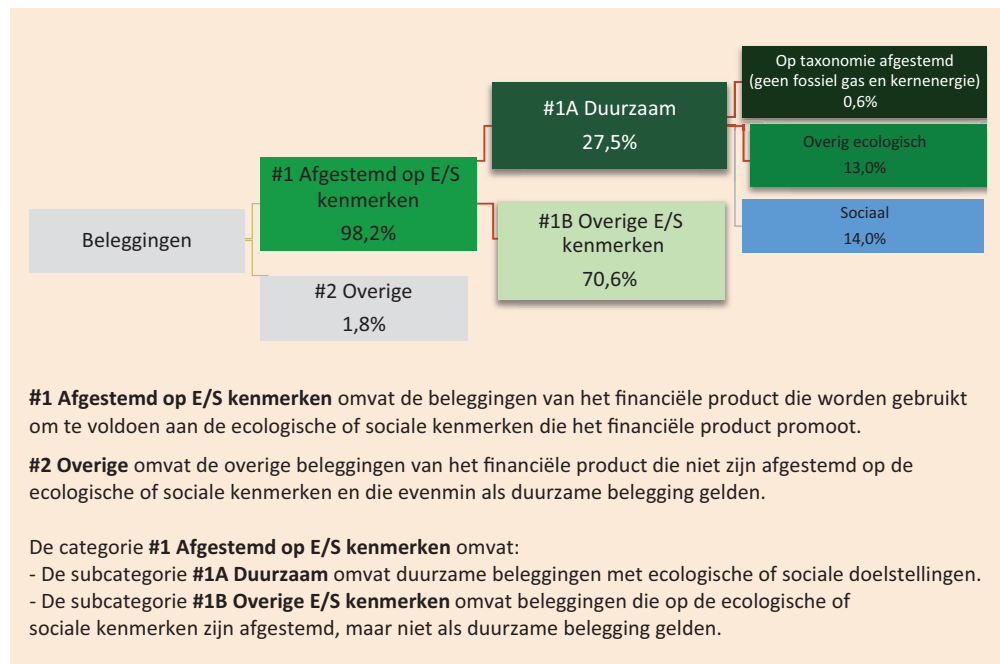 Beleggingen
#1 Afgestemd op E/S
kenmerken
98,2%
#2 Overige
1,8%
#1A Duurzaam
27,5%
#1B Overige E/S
kenmerken
70,6%
Op taxonomie afgestemd
(geen fossiel gas en kernenergie)
0,6%
Overig ecologisch
13,0%
Sociaal
14,0%
#1 Afgestemd op E/S kenmerken omvat de beleggingen van het financiële product die worden gebruikt
om te voldoen aan de ecologische of sociale kenmerken die het financiële product promoot.
#2 Overige omvat de overige beleggingen van het financiële product die niet zijn afgestemd op de
ecologische of sociale kenmerken en die evenmin als duurzame belegging gelden.
De categorie #1 Afgestemd op E/S kenmerken omvat:
- De subcategorie #1A Duurzaam omvat duurzame beleggingen met ecologische of sociale doelstellingen.
- De subcategorie #1B Overige E/S kenmerken omvat beleggingen die op de ecologische of
sociale kenmerken zijn afgestemd, maar niet als duurzame belegging gelden.